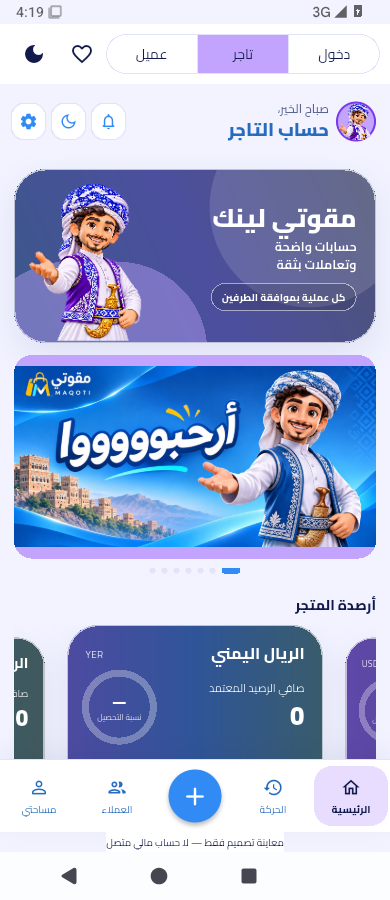 4:19
3G
دخول
تاجر
عميل
صباح الخير،
حساب التاجر
مقوتي لينك
حسابات واضحة
وتعاملات بثقة
كل عملية بموافقة الطرفين
مقوتي
MAQOTI
أرحبوووووا
أرصدة المتجر
الريال اليمني
YER
صافي الرصيد المعتمد
0
—
نسبة التحصيل
USD
الر
صاف
0
الرئيسية
الحركة
العملاء
مساحتي
معاينة تصميم فقط — لا حساب مالي متصل